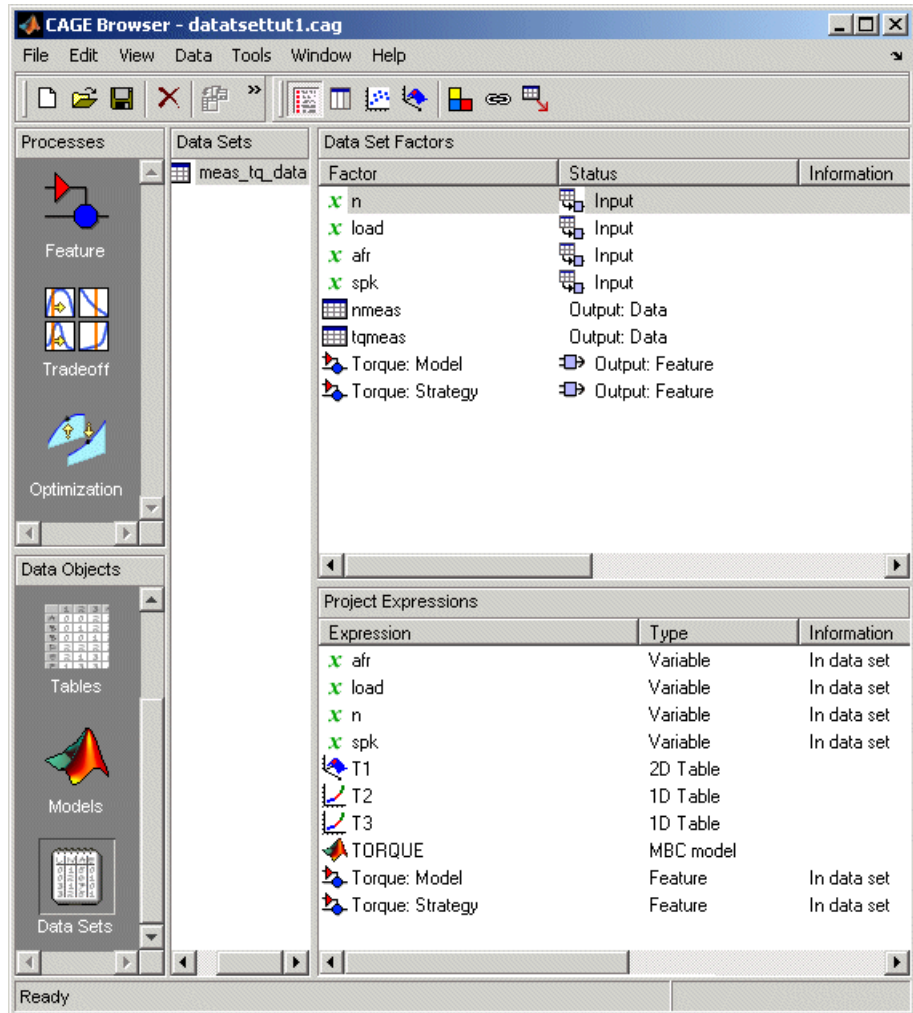 CAGE Browser - datatsettut1.cag
File Edit View Data Tools Window Help
Processes
Feature
Tradeoff
Optimization
Data Objects
Tables
Models
Data Sets
Data Sets
meas_tq_data
Data Set Factors
Factor Status Information
n Input
load Input
afr Input
spk Input
nmeas Output: Data
tqmeas Output: Data
Torque: Model Output: Feature
Torque: Strategy Output: Feature
Project Expressions
Expression Type Information
afr Variable In data set
load Variable In data set
n Variable In data set
spk Variable In data set
T1 2D Table
T2 1D Table
T3 1D Table
TORQUE MBC model
Torque: Model Feature In data set
Torque: Strategy Feature In data set
Ready